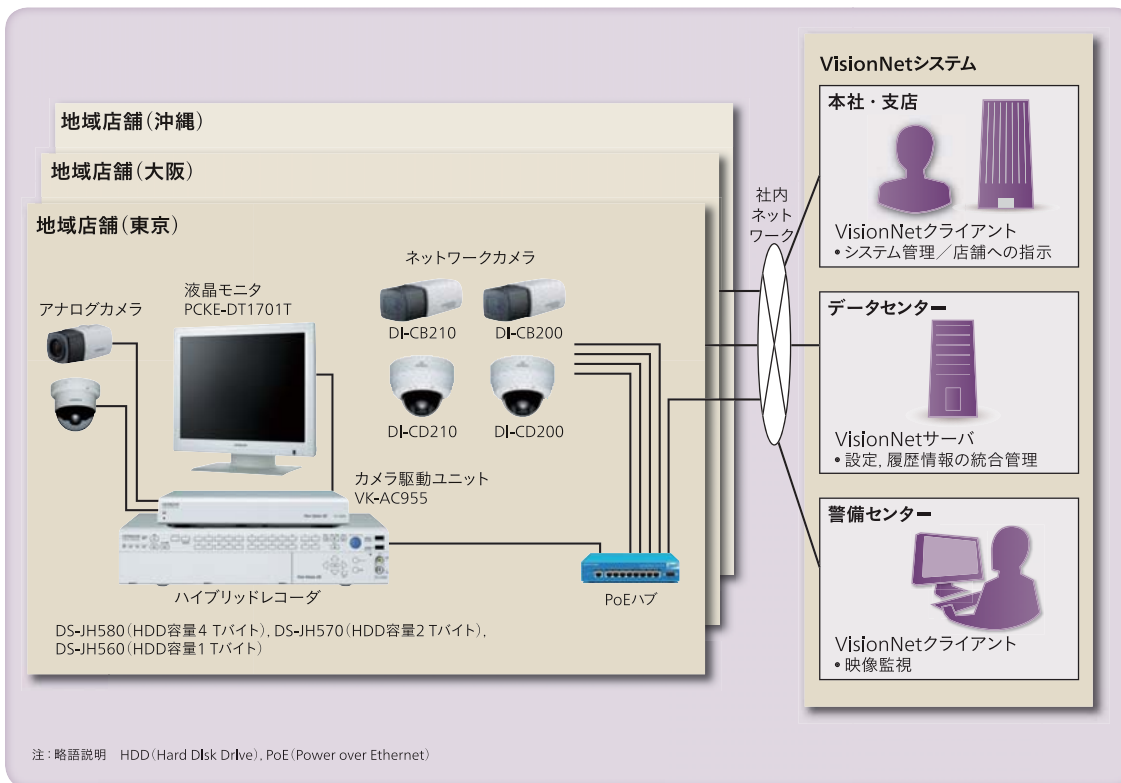 地域店舗(沖縄)
地域店舗(大阪)
地域店舗(東京)
アナログカメラ
液晶モニタ
PCKE-DT1701T
ネットワークカメラ
DI-CB210
DI-CB200
DI-CD210
DI-CD200
カメラ駆動ユニット
VK-AC955
ハイブリッドレコーダ
PoEハブ
DS-JH580(HDD容量4 Tバイト), DS-JH570(HDD容量2 Tバイト),
DS-JH560(HDD容量1 Tバイト)
社内
ネット
ワーク
VisionNetシステム
本社・支店
VisionNetクライアント
• システム管理/店舗への指示
データセンター
VisionNetサーバ
• 設定, 履歴情報の統合管理
警備センター
VisionNetクライアント
• 映像監視
注:略語説明 HDD(Hard Disk Drive), PoE(Power over Ethernet)